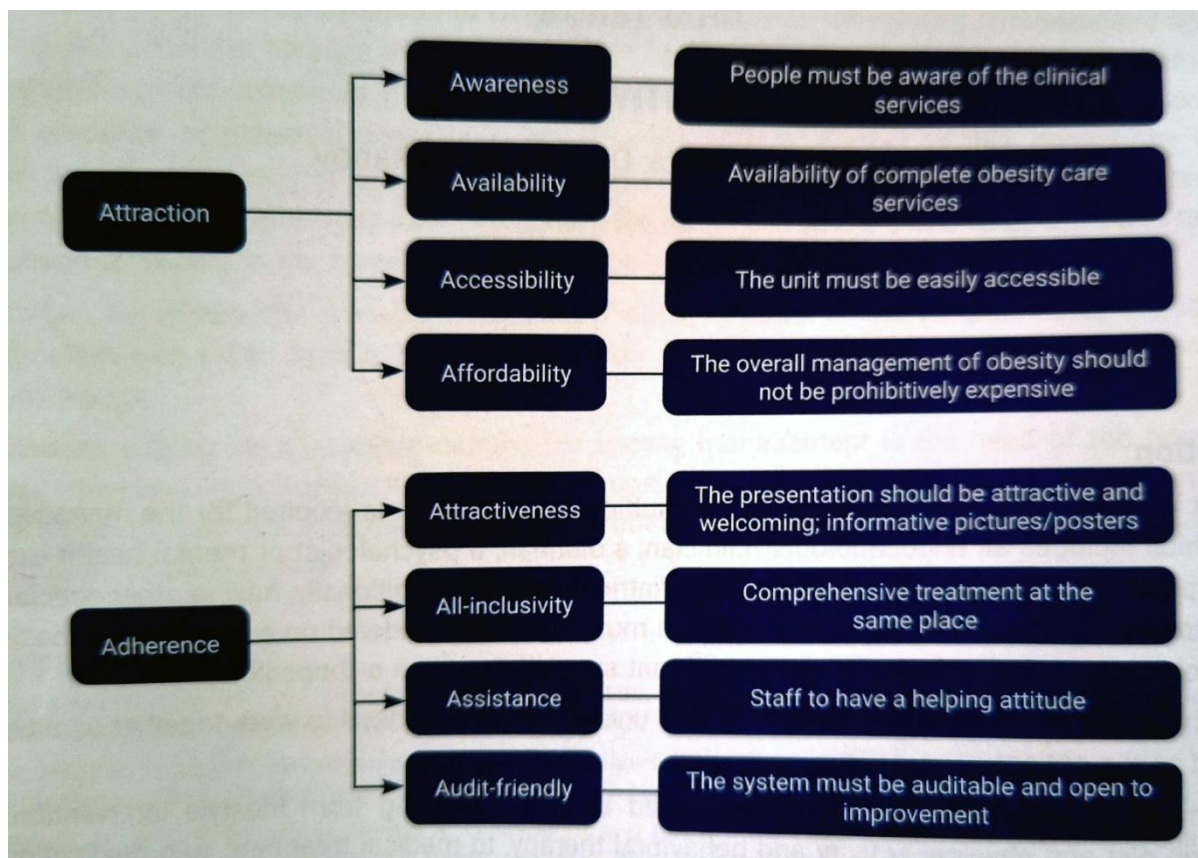 Attraction
Awareness
People must be aware of the clinical
services
Availability
Availability of complete obesity care
services
Accessibility
The unit must be easily accessible
Affordability
The overall management of obesity should
not be prohibitively expensive
Adherence
Attractiveness
The presentation should be attractive and
welcoming; informative pictures/posters
All-inclusivity
Comprehensive treatment at the
same place
Assistance
Staff to have a helping attitude
Audit-friendly
The system must be auditable and open to
improvement